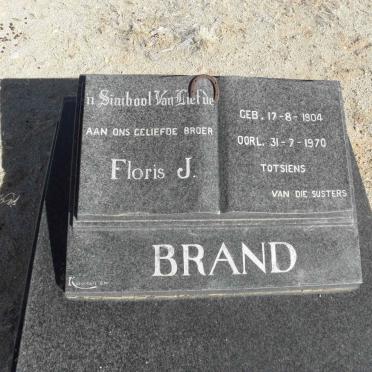 'n Simbool Van Liefde
AAN ONS GELIEFDE BROER
Floris J.
GEB. 17-8-1904
OORL. 31-7-1970
TOTSIENS
VAN DIE SUSTERS
BRAND